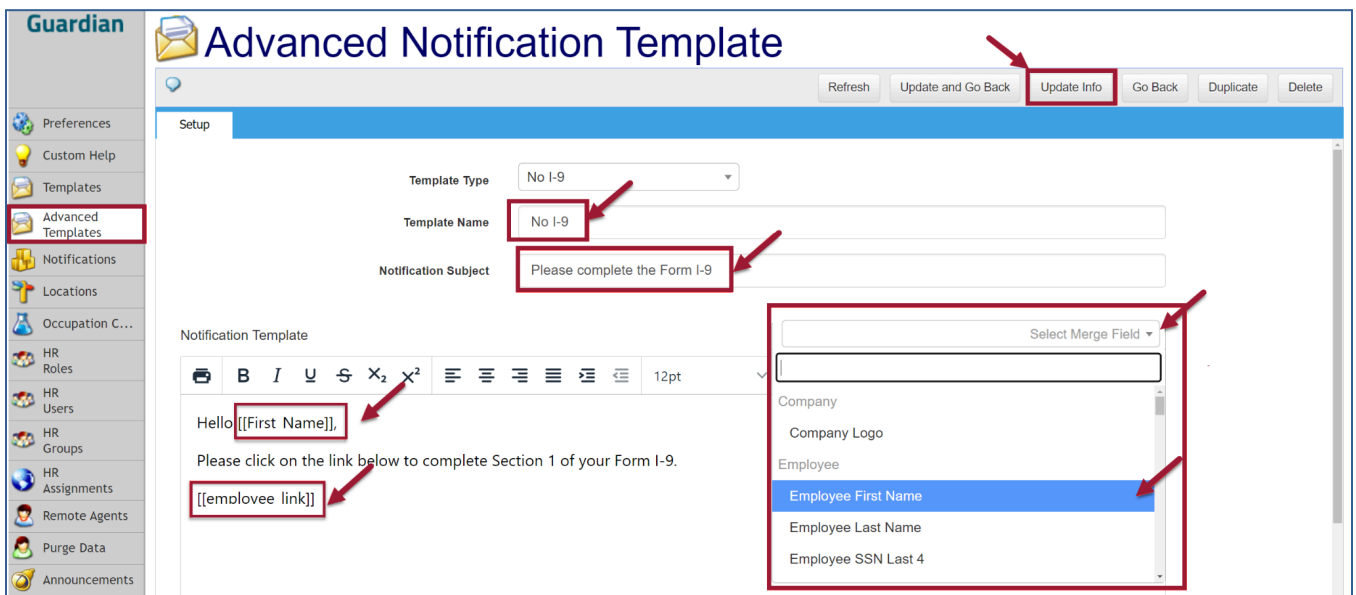 Guardian
Advanced Notification Template
Refresh
Update and Go Back
Update Info
Go Back
Duplicate
Delete
Preferences
Custom Help
Templates
Advanced
Templates
Notifications
Locations
Occupation C...
HR
Roles
HR
Users
HR
Groups
HR
Assignments
Remote Agents
Purge Data
Announcements
Setup
Template Type
No I-9
Template Name
No I-9
Notification Subject
Please complete the Form I-9
Notification Template
Select Merge Field
B I U S X₂ X²
12pt
Hello [[First Name]],
Please click on the link below to complete Section 1 of your Form I-9.
[[employee link]]
Company
Company Logo
Employee
Employee First Name
Employee Last Name
Employee SSN Last 4